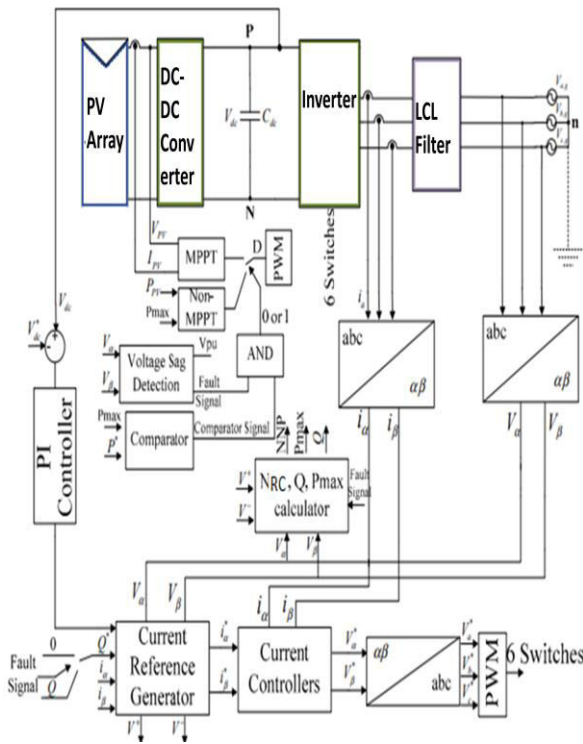 P
PV
Array
DC-
DC
Conv
erter
V_dc
C_dc
Inverter
LCL
Filter
n
N
6 Switches
V_PV
I_PV
MPPT
D
PWM
P_PV
Pmax
Non-
MPPT
0 or 1
V_dc
V*_dc
+
-
V_α
V_β
Voltage Sag
Detection
Vpu
Fault
Signal
AND
Pmax
P*
Comparator
Comparator Signal
PI
Controller
abc
αβ
abc
αβ
i_α
i_β
V_α
V_β
NNP
Pmax
Q
V+
V-
NRC, Q, Pmax
calculator
Fault
Signal
V_α
V_β
V_α
V_β
i_α
i_β
0
Fault
Signal
Q
Q*
i_α
i_β
Current
Reference
Generator
i*_α
i*_β
Current
Controllers
V*_α
V*_β
αβ
abc
V*_a
V*_b
V*_c
PWM
6 Switches
V+
V-